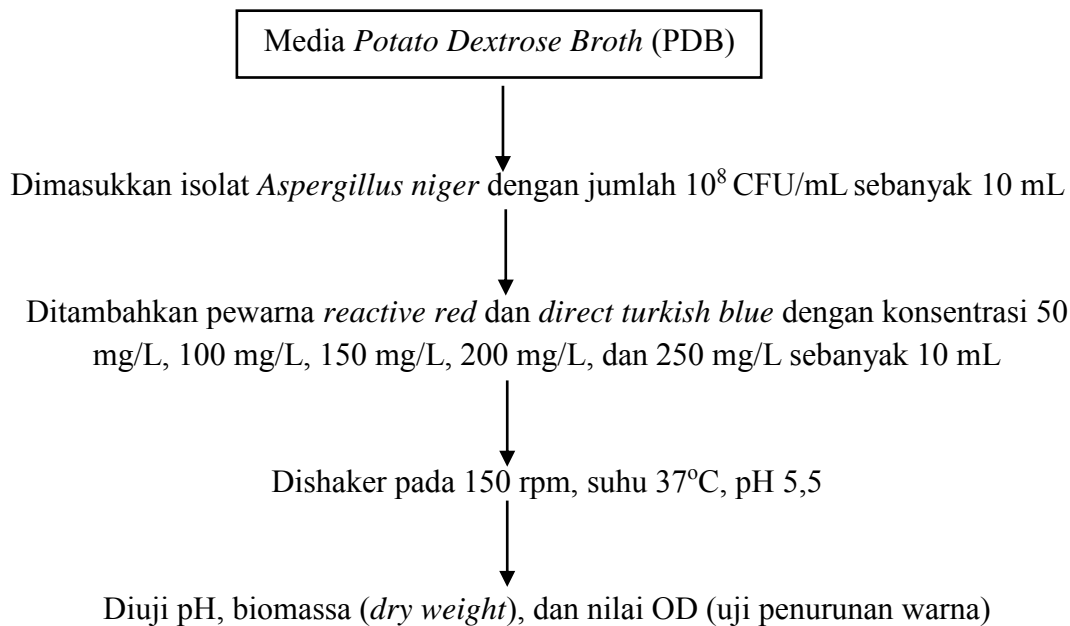 Media Potato Dextrose Broth (PDB)
Dimasukkan isolat Aspergillus niger dengan jumlah 10⁸ CFU/mL sebanyak 10 mL
Ditambahkan pewarna reactive red dan direct turkish blue dengan konsentrasi 50
mg/L, 100 mg/L, 150 mg/L, 200 mg/L, dan 250 mg/L sebanyak 10 mL
Dishaker pada 150 rpm, suhu 37°C, pH 5,5
Diuji pH, biomassa (dry weight), dan nilai OD (uji penurunan warna)